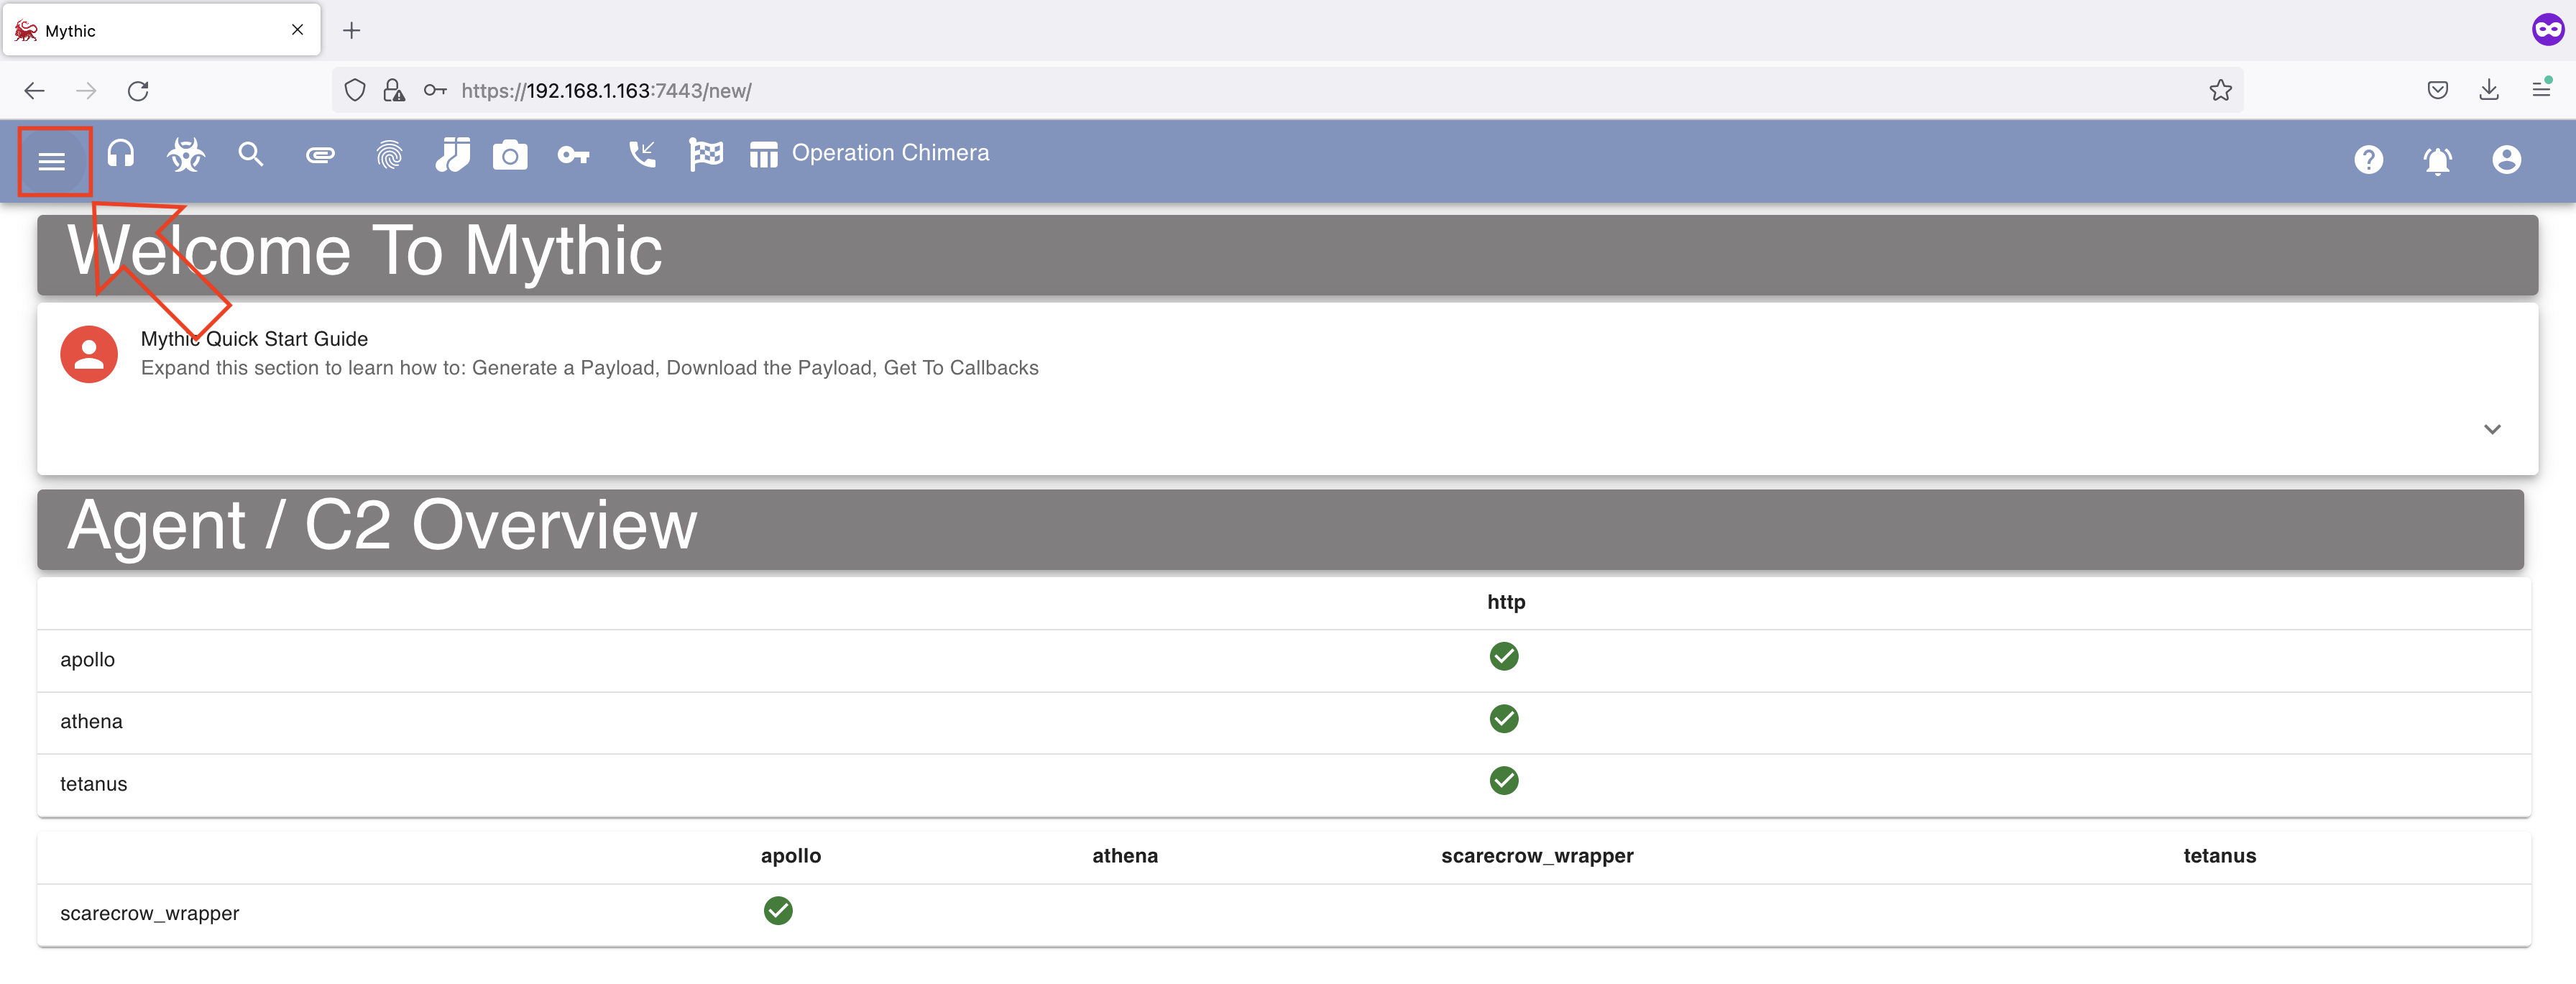 Mythic
https://192.168.1.163:7443/new/
Operation Chimera
Welcome To Mythic
Mythic Quick Start Guide
Expand this section to learn how to: Generate a Payload, Download the Payload, Get To Callbacks
Agent / C2 Overview
http
apollo
athena
tetanus
apollo athena scarecrow_wrapper tetanus
scarecrow_wrapper